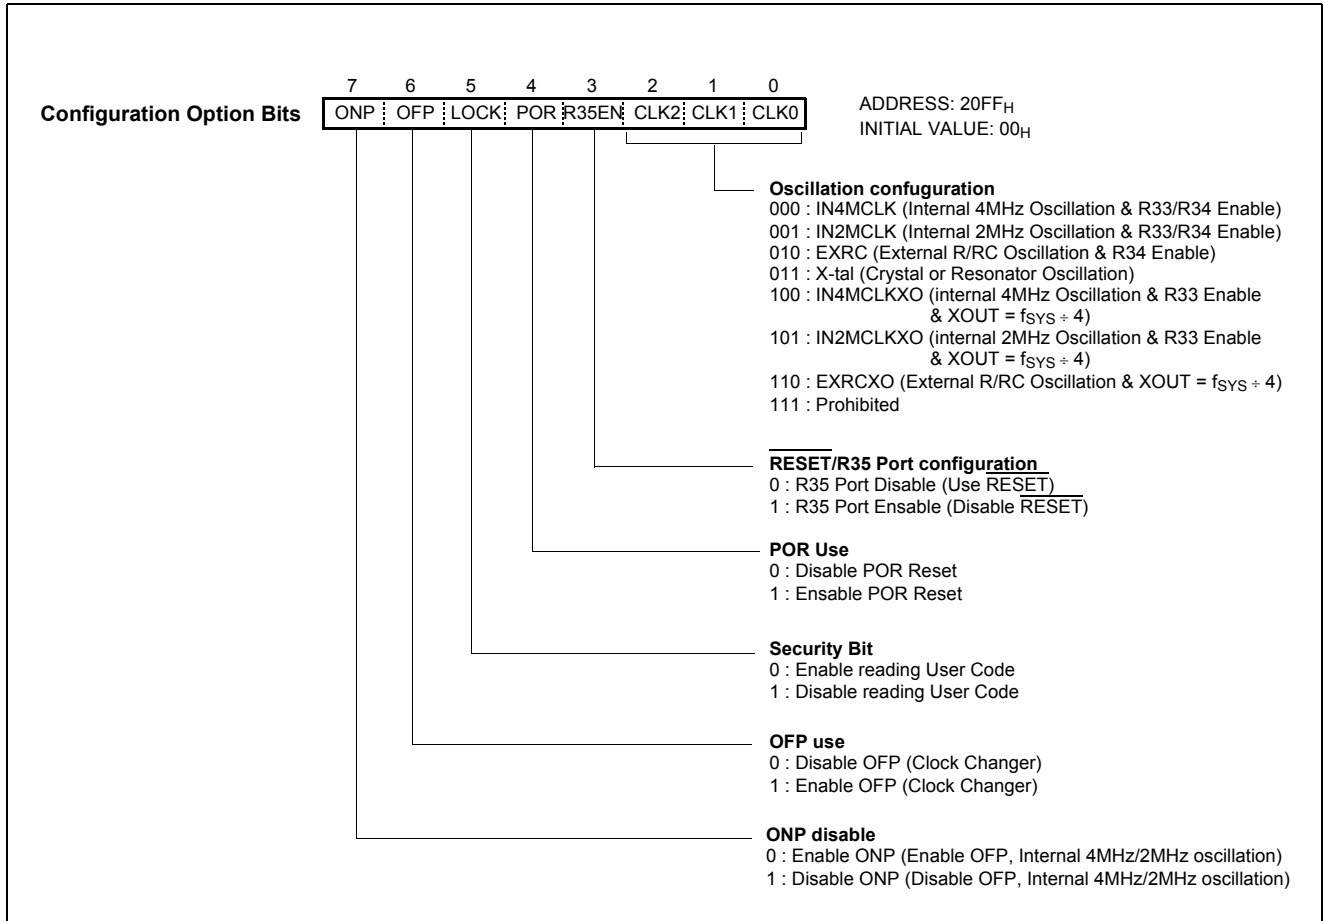 7 6 5 4 3 2 1 0
Configuration Option Bits ONP OFP LOCK POR R35EN CLK2 CLK1 CLK0
ADDRESS: 20FFH
INITIAL VALUE: 00H
Oscillation confuguration
000 : IN4MCLK (Internal 4MHz Oscillation & R33/R34 Enable)
001 : IN2MCLK (Internal 2MHz Oscillation & R33/R34 Enable)
010 : EXRC (External R/RC Oscillation & R34 Enable)
011 : X-tal (Crystal or Resonator Oscillation)
100 : IN4MCLKXO (internal 4MHz Oscillation & R33 Enable
& XOUT = fSYS ÷ 4)
101 : IN2MCLKXO (internal 2MHz Oscillation & R33 Enable
& XOUT = fSYS ÷ 4)
110 : EXRCXO (External R/RC Oscillation & XOUT = fSYS ÷ 4)
111 : Prohibited
RESET/R35 Port configuration
0 : R35 Port Disable (Use RESET)
1 : R35 Port Ensable (Disable RESET)
POR Use
0 : Disable POR Reset
1 : Ensable POR Reset
Security Bit
0 : Enable reading User Code
1 : Disable reading User Code
OFP use
0 : Disable OFP (Clock Changer)
1 : Enable OFP (Clock Changer)
ONP disable
0 : Enable ONP (Enable OFP, Internal 4MHz/2MHz oscillation)
1 : Disable ONP (Disable OFP, Internal 4MHz/2MHz oscillation)